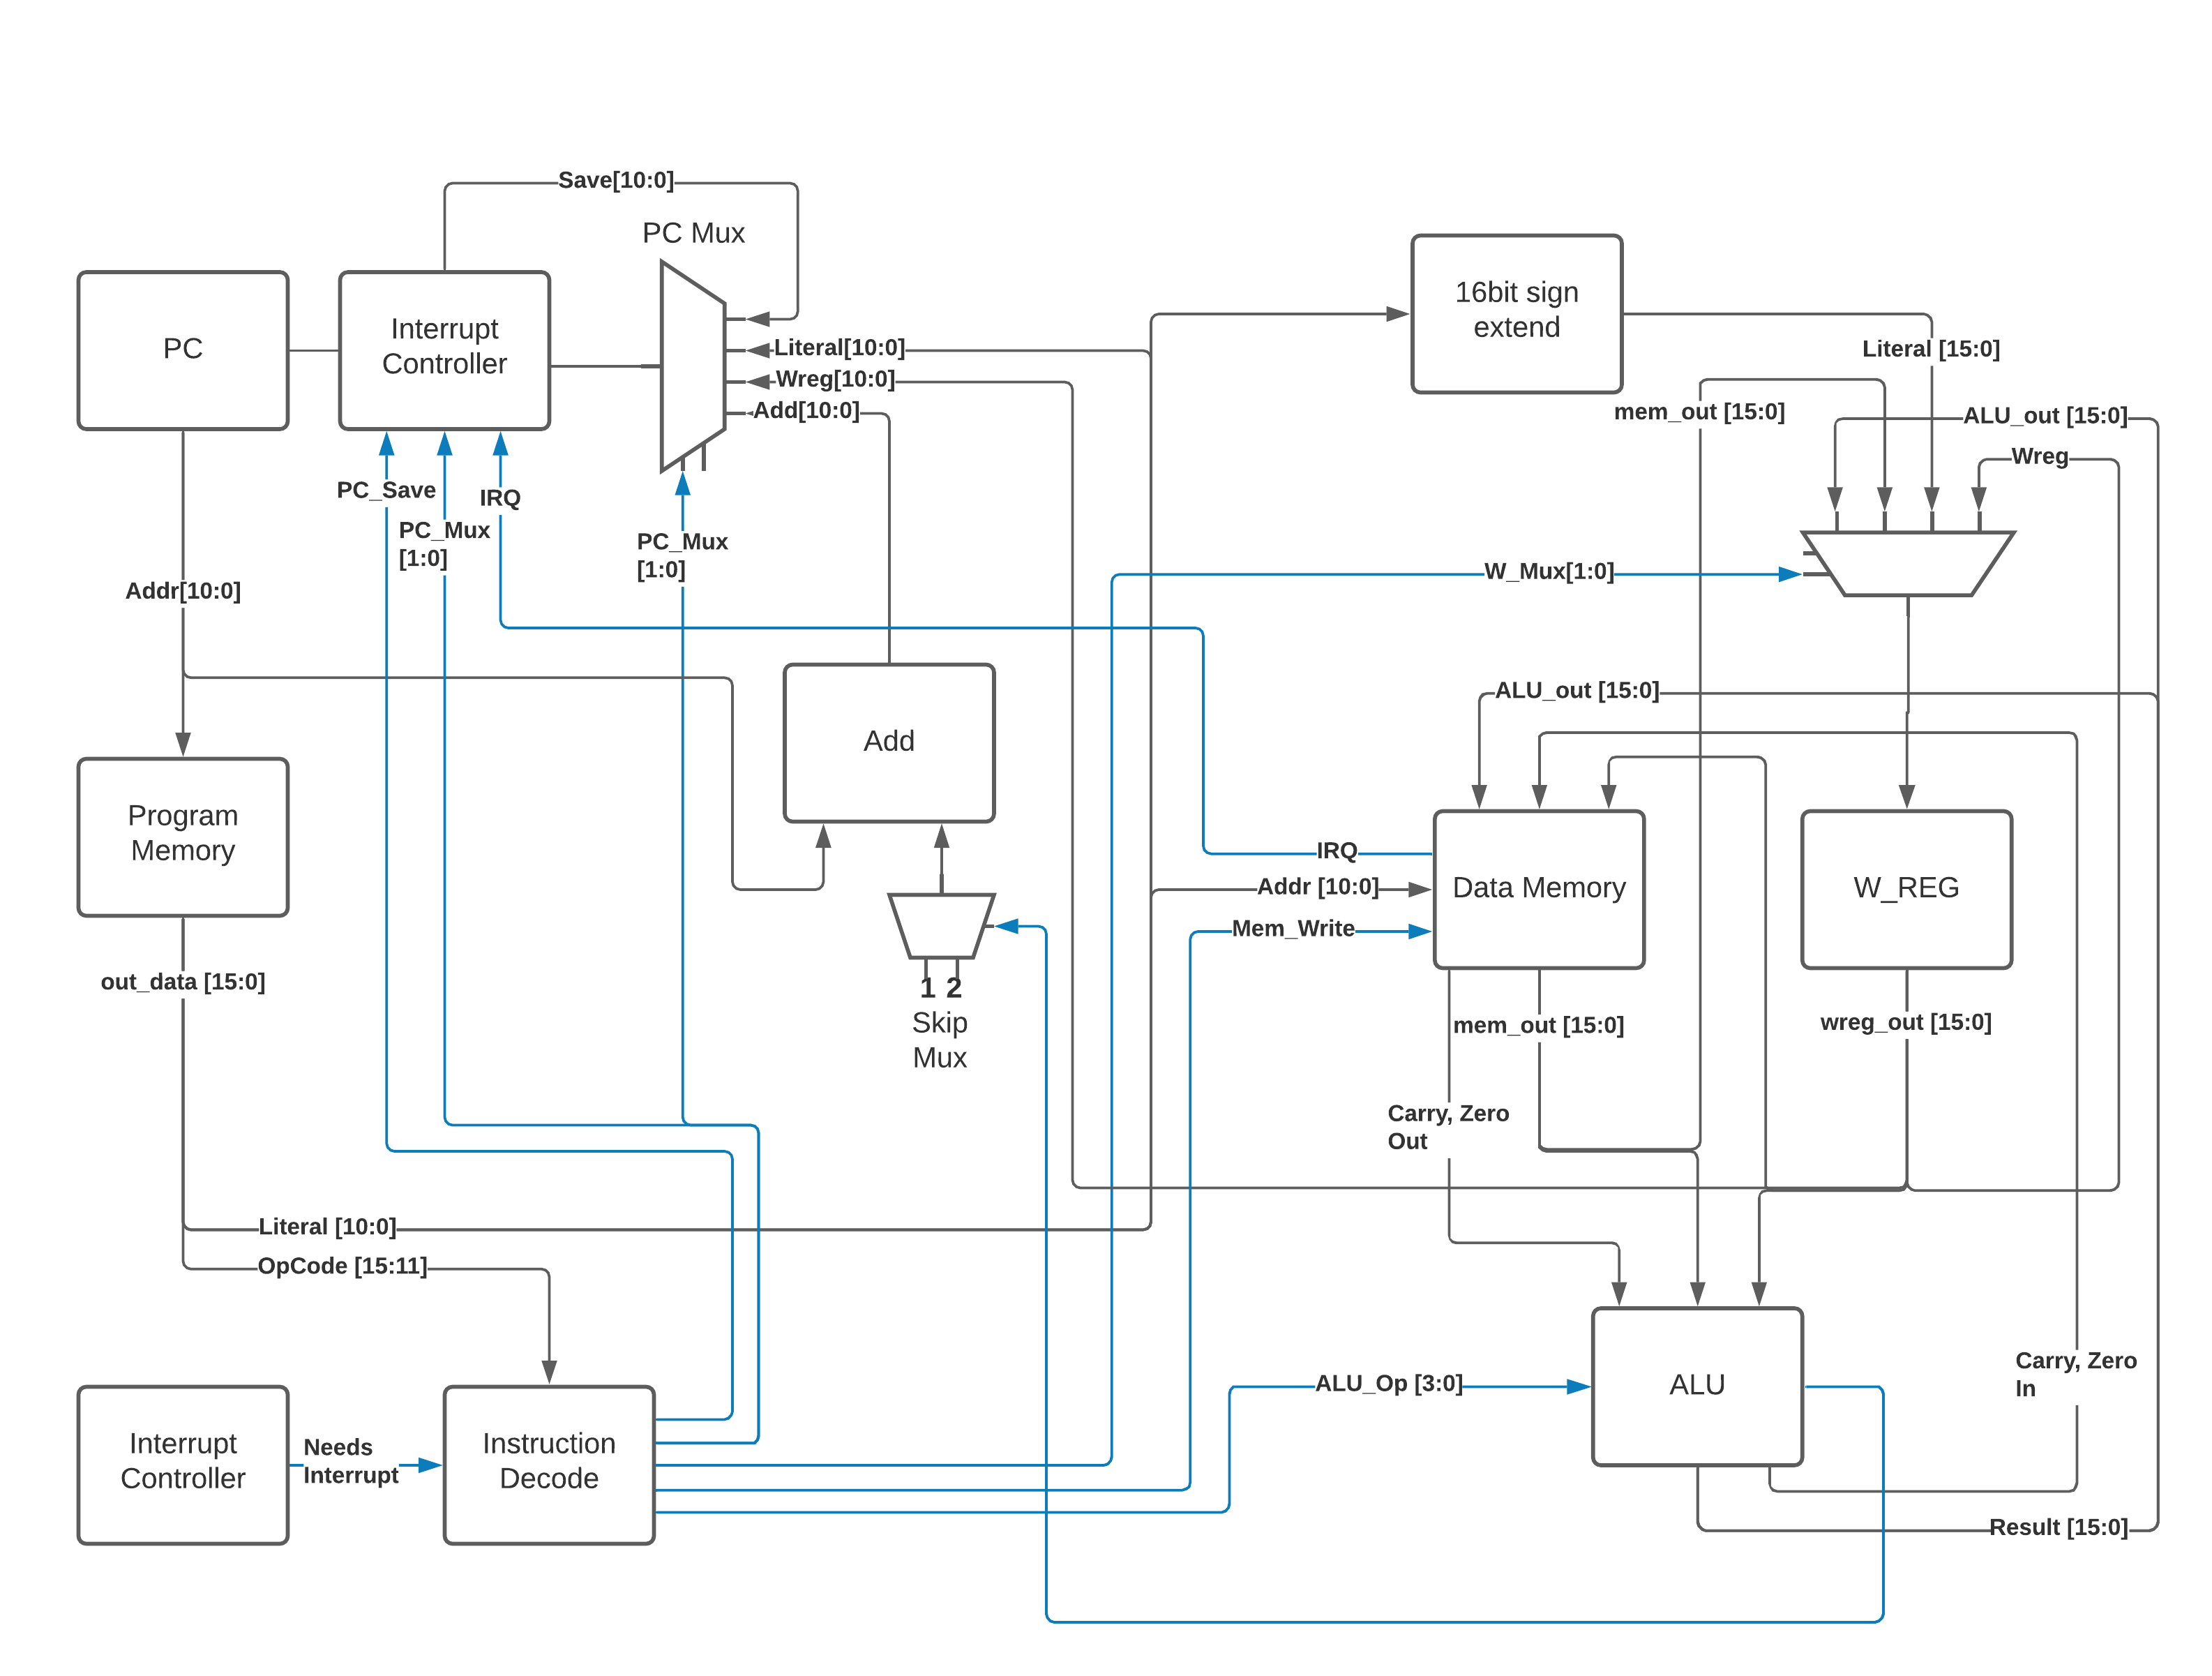 Save[10:0]
PC Mux
PC
Interrupt
Controller
16bit sign
extend
Literal[10:0]
Wreg[10:0]
Add[10:0]
Literal [15:0]
mem_out [15:0]
ALU_out [15:0]
Wreg
PC_Save
IRQ
PC_Mux
[1:0]
PC_Mux
[1:0]
W_Mux[1:0]
Addr[10:0]
ALU_out [15:0]
Add
Program
Memory
IRQ
Addr [10:0]
Mem_Write
Data Memory
W_REG
out_data [15:0]
1 2
Skip
Mux
mem_out [15:0]
wreg_out [15:0]
Carry, Zero
Out
Literal [10:0]
OpCode [15:11]
Carry, Zero
In
ALU_Op [3:0]
ALU
Interrupt
Controller
Needs
Interrupt
Instruction
Decode
Result [15:0]